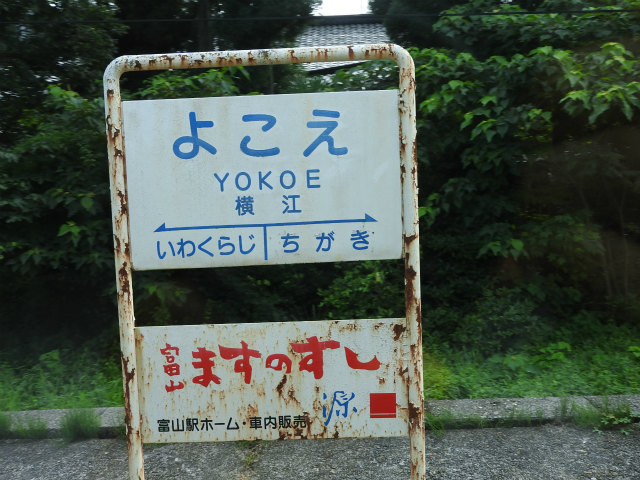 よこえ
YOKOE
横江
いわくらじ ちがき
富山ますのすし
源
富山駅ホーム・車内販売